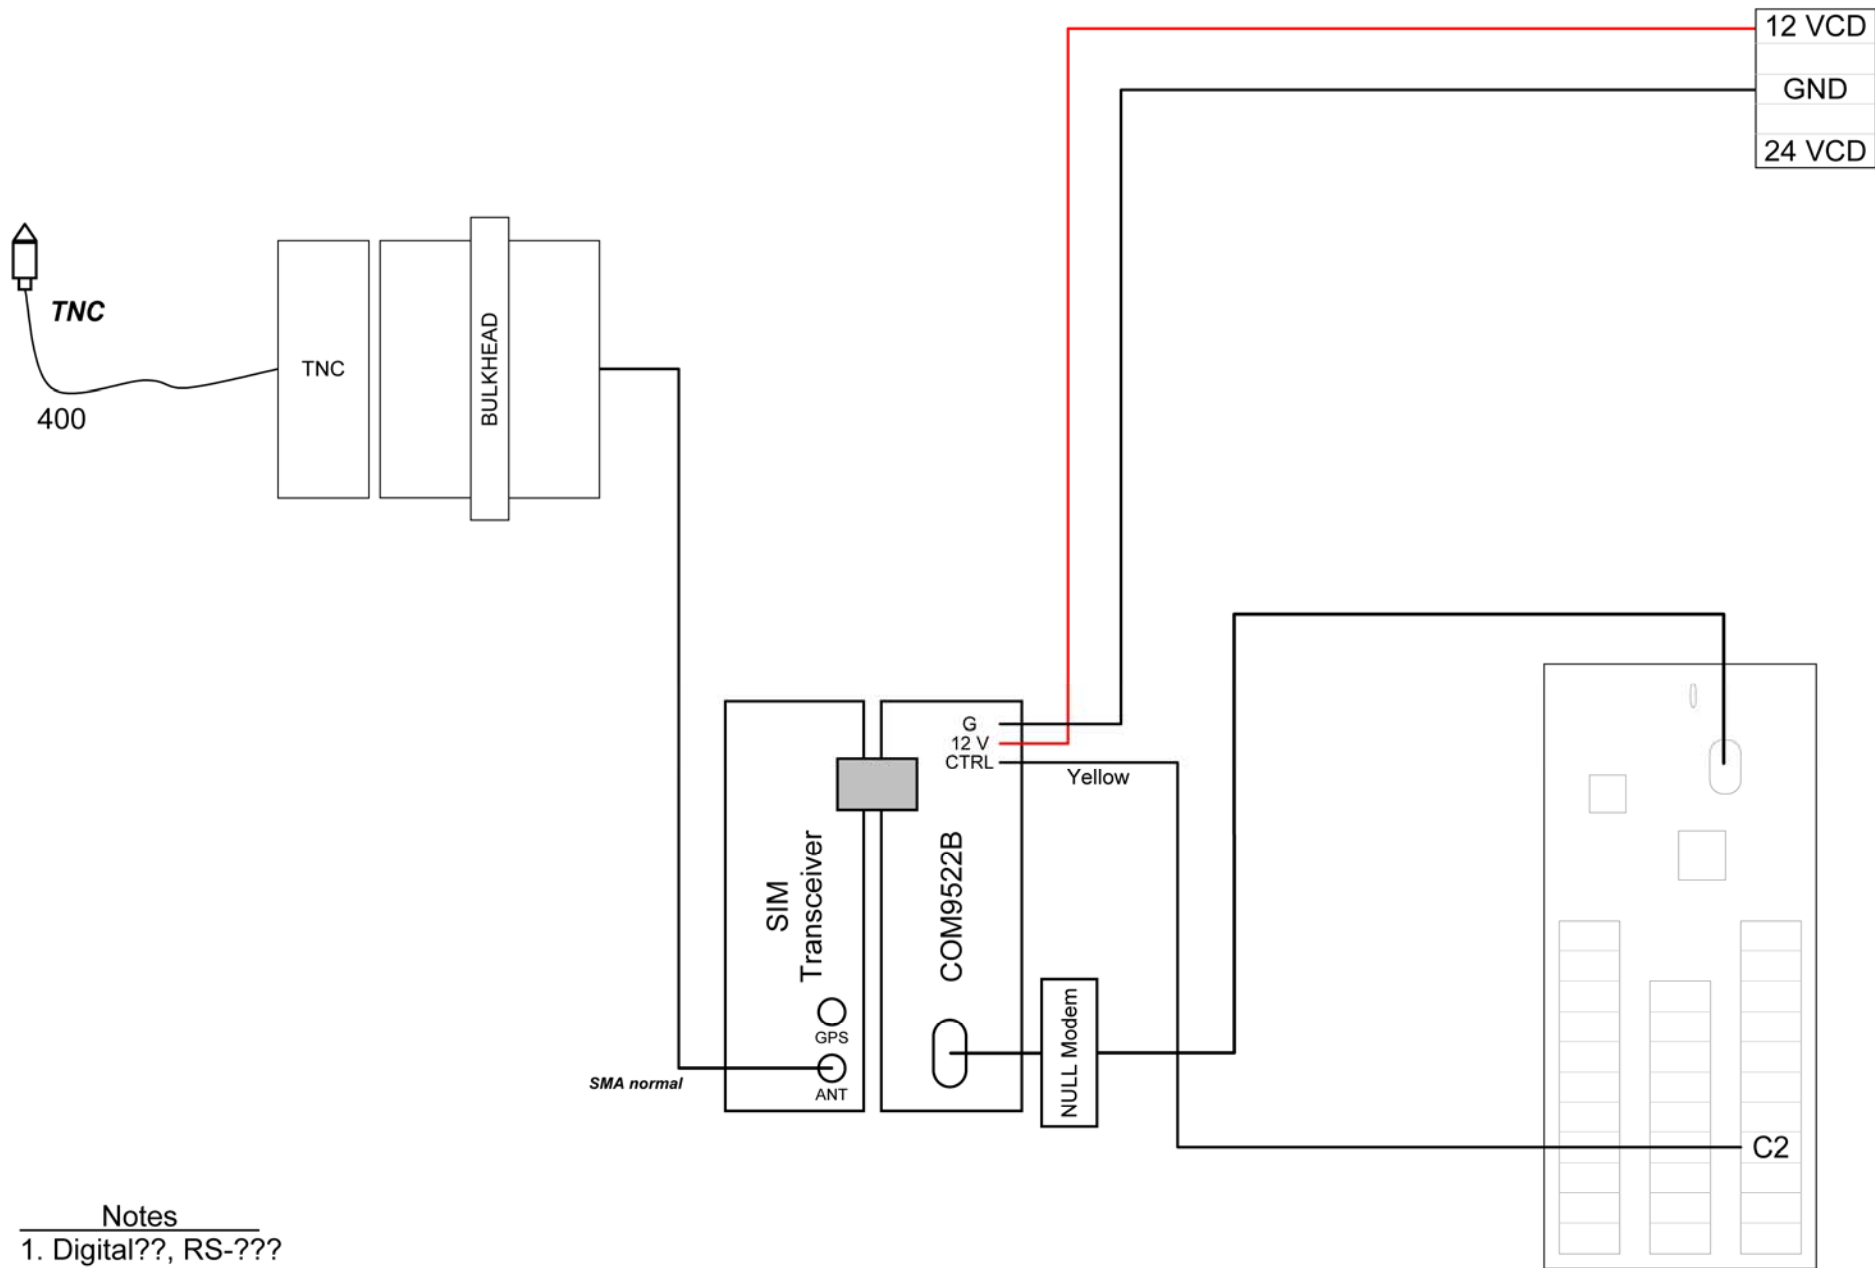 12 VCD
GND
24 VCD
TNC
400
TNC
BULKHEAD
G
12 V
CTRL
Yellow
SIM
Transceiver
COM9522B
GPS
ANT
SMA normal
NULL Modem
C2
Notes
1. Digital??, RS-???